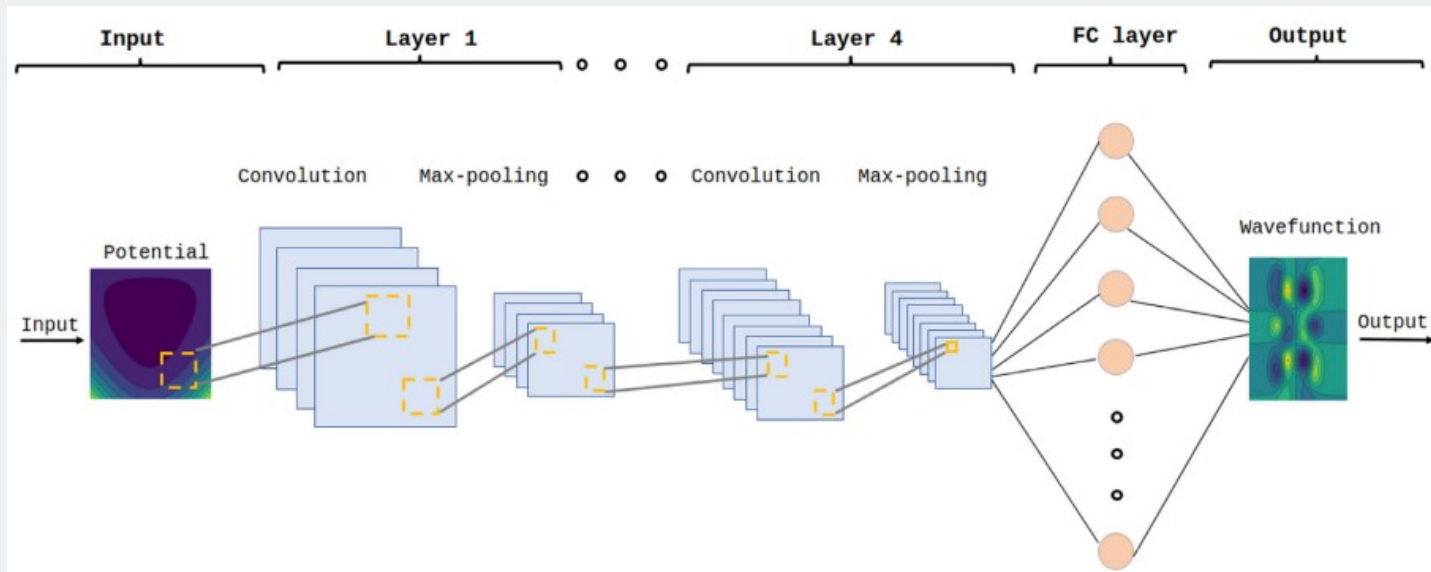 Input
Layer 1
Layer 4
FC layer
Output
Convolution
Max-pooling
Convolution
Max-pooling
Potential
Wavefunction
Input
Output